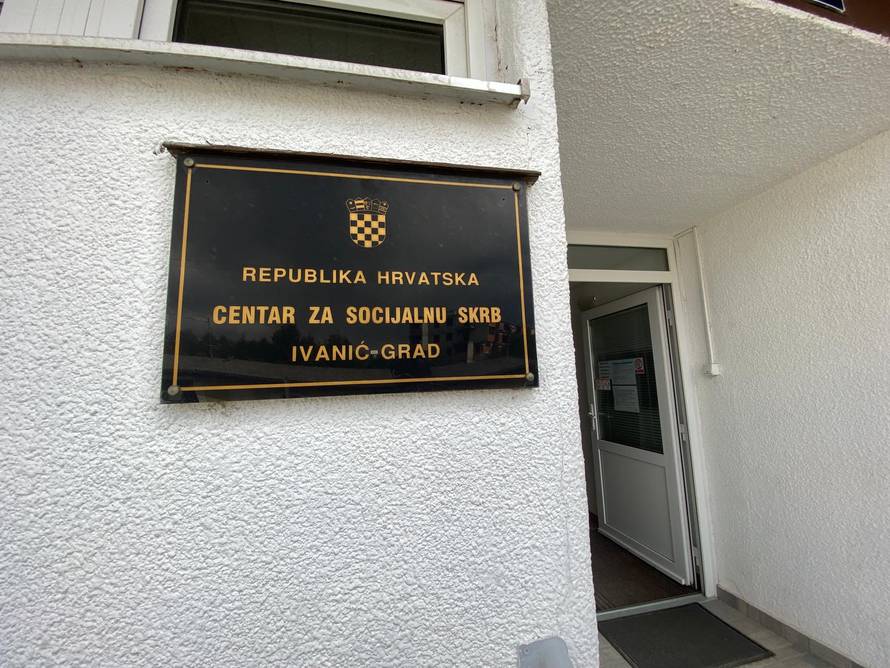 REPUBLIKA HRVATSKA
CENTAR ZA SOCIJALNU SKRB
IVANIĆ-GRAD